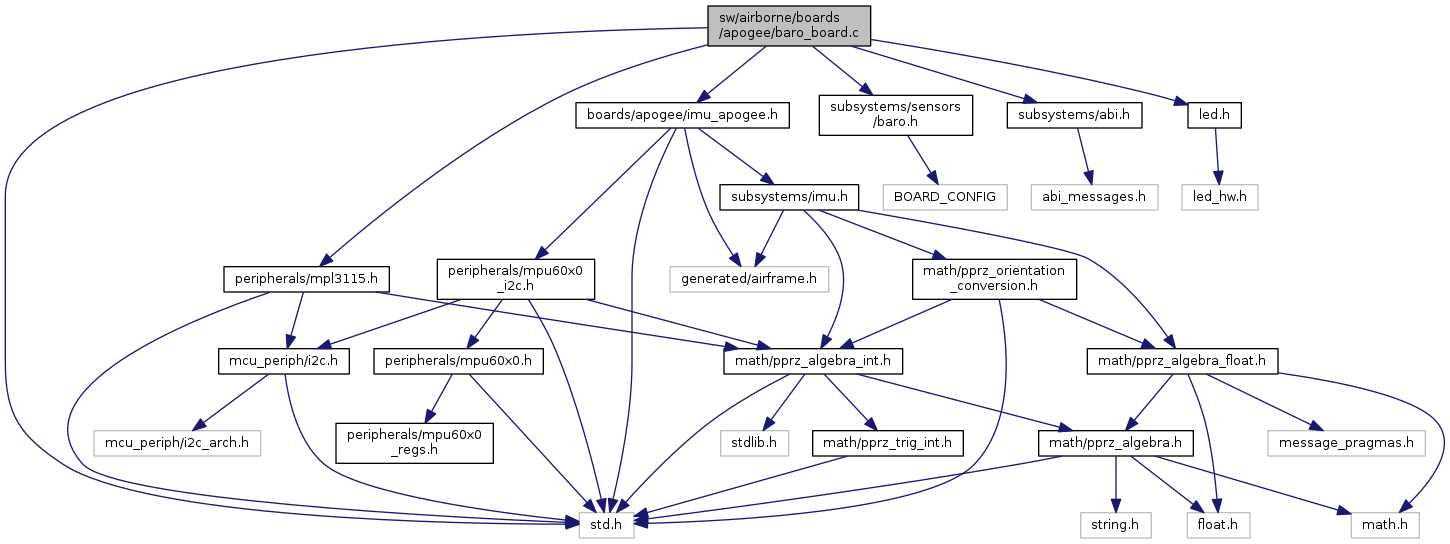 sw/airborne/boards
/apogee/baro_board.c
boards/apogee/imu_apogee.h
subsystems/sensors
/baro.h
subsystems/abi.h
led.h
subsystems/imu.h
BOARD_CONFIG
abi_messages.h
led_hw.h
peripherals/mpl3115.h
peripherals/mpu60x0
_i2c.h
generated/airframe.h
math/pprz_orientation
_conversion.h
mcu_periph/i2c.h
peripherals/mpu60x0.h
math/pprz_algebra_int.h
math/pprz_algebra_float.h
mcu_periph/i2c_arch.h
peripherals/mpu60x0
_regs.h
stdlib.h
math/pprz_trig_int.h
math/pprz_algebra.h
message_pragmas.h
std.h
string.h
float.h
math.h